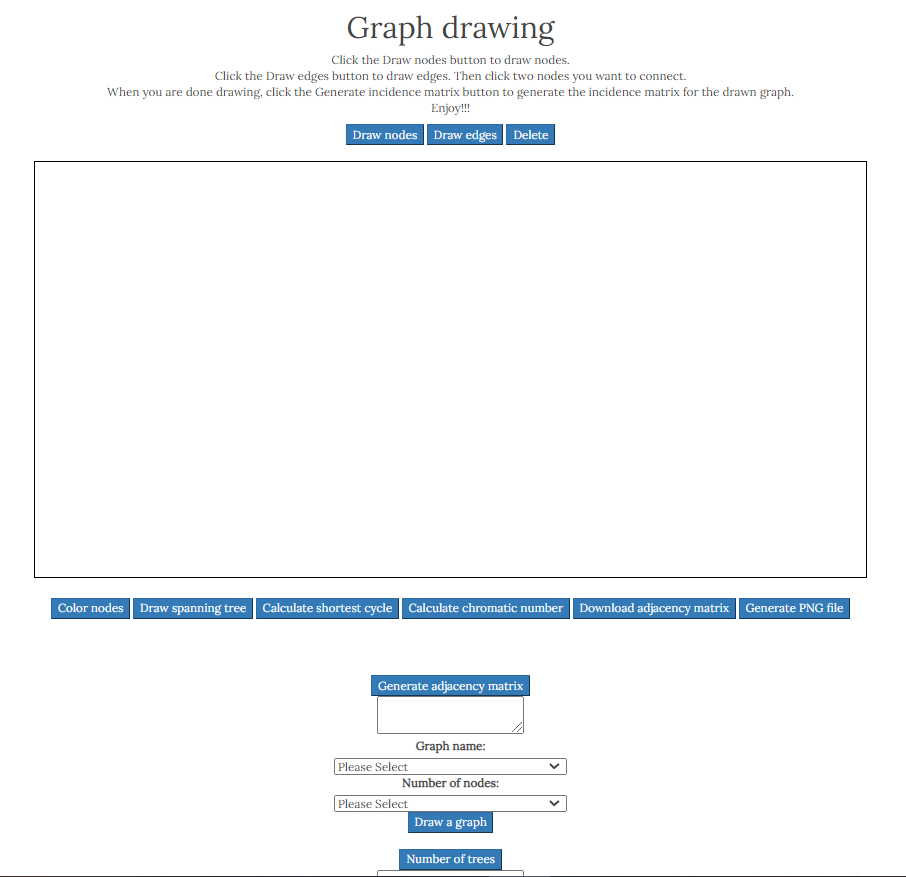 Graph drawing
Click the Draw nodes button to draw nodes.
Click the Draw edges button to draw edges. Then click two nodes you want to connect.
When you are done drawing, click the Generate incidence matrix button to generate the incidence matrix for the drawn graph.
Enjoy!!!
Draw nodes Draw edges Delete
Color nodes Draw spanning tree Calculate shortest cycle Calculate chromatic number Download adjacency matrix Generate PNG file
Generate adjacency matrix
Graph name:
Please Select
Number of nodes:
Please Select
Draw a graph
Number of trees